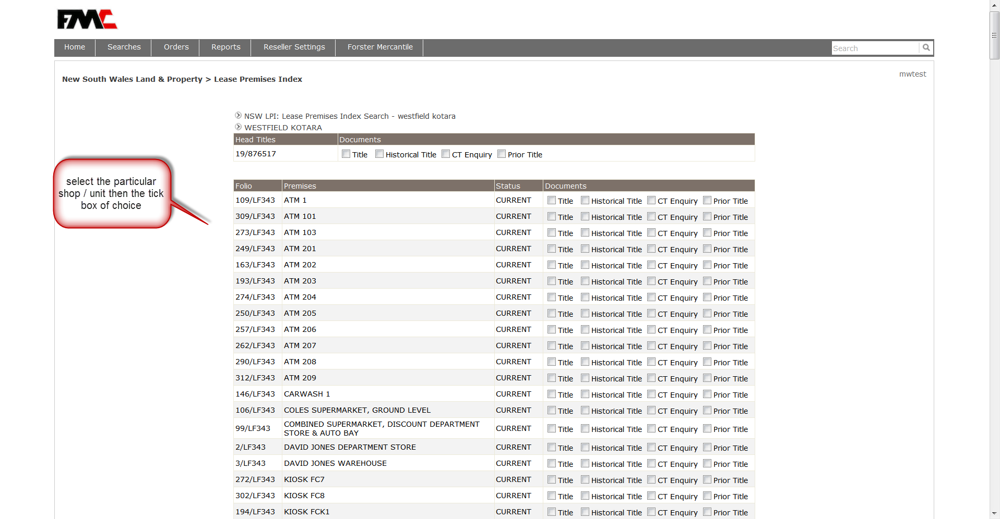 FMC
Home Searches Orders Reports Reseller Settings Forster Mercantile Search
mwtest
New South Wales Land & Property > Lease Premises Index
NSW LPI: Lease Premises Index Search - westfield kotara
WESTFIELD KOTARA
Head Titles Documents
19/876517 Title Historical Title CT Enquiry Prior Title
select the particular
shop / unit then the tick
box of choice
Folio Premises Status Documents
109/LF343 ATM 1 CURRENT Title Historical Title CT Enquiry Prior Title
309/LF343 ATM 101 CURRENT Title Historical Title CT Enquiry Prior Title
273/LF343 ATM 103 CURRENT Title Historical Title CT Enquiry Prior Title
249/LF343 ATM 201 CURRENT Title Historical Title CT Enquiry Prior Title
163/LF343 ATM 202 CURRENT Title Historical Title CT Enquiry Prior Title
193/LF343 ATM 203 CURRENT Title Historical Title CT Enquiry Prior Title
274/LF343 ATM 204 CURRENT Title Historical Title CT Enquiry Prior Title
250/LF343 ATM 205 CURRENT Title Historical Title CT Enquiry Prior Title
257/LF343 ATM 206 CURRENT Title Historical Title CT Enquiry Prior Title
262/LF343 ATM 207 CURRENT Title Historical Title CT Enquiry Prior Title
290/LF343 ATM 208 CURRENT Title Historical Title CT Enquiry Prior Title
312/LF343 ATM 209 CURRENT Title Historical Title CT Enquiry Prior Title
146/LF343 CARWASH 1 CURRENT Title Historical Title CT Enquiry Prior Title
106/LF343 COLES SUPERMARKET, GROUND LEVEL CURRENT Title Historical Title CT Enquiry Prior Title
99/LF343 COMBINED SUPERMARKET, DISCOUNT DEPARTMENT
STORE & AUTO BAY CURRENT Title Historical Title CT Enquiry Prior Title
2/LF343 DAVID JONES DEPARTMENT STORE CURRENT Title Historical Title CT Enquiry Prior Title
3/LF343 DAVID JONES WAREHOUSE CURRENT Title Historical Title CT Enquiry Prior Title
272/LF343 KIOSK FC7 CURRENT Title Historical Title CT Enquiry Prior Title
302/LF343 KIOSK FC8 CURRENT Title Historical Title CT Enquiry Prior Title
194/LF343 KIOSK FCK1 CURRENT Title Historical Title CT Enquiry Prior Title